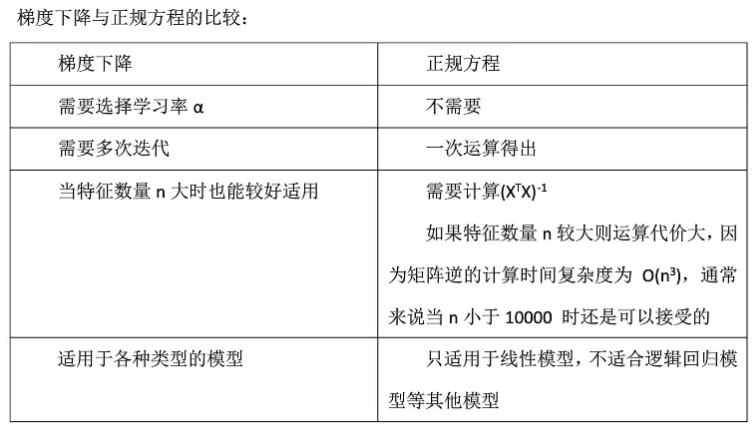 梯度下降与正规方程的比较：
梯度下降
正规方程
需要选择学习率 α
不需要
需要多次迭代
一次运算得出
当特征数量 n 大时也能较好适用
需要计算(XᵀX)⁻¹
如果特征数量 n 较大则运算代价大，因
为矩阵逆的计算时间复杂度为 O(n³)，通常
来说当 n 小于 10000 时还是可以接受的
适用于各种类型的模型
只适用于线性模型，不适合逻辑回归模
型等其他模型